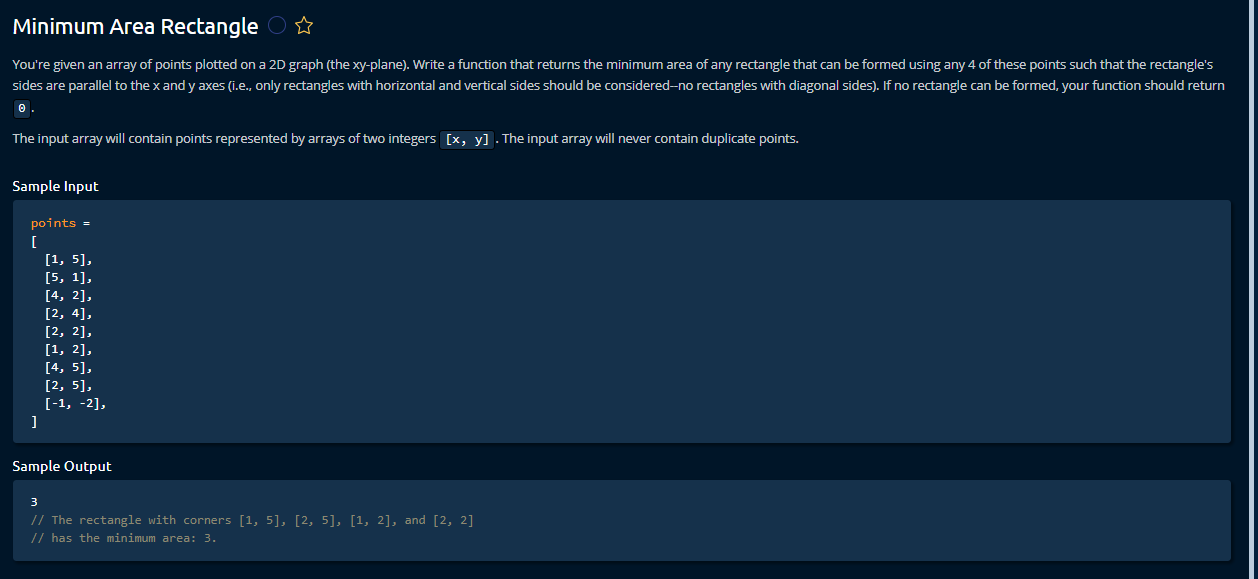 Minimum Area Rectangle
You're given an array of points plotted on a 2D graph (the xy-plane). Write a function that returns the minimum area of any rectangle that can be formed using any 4 of these points such that the rectangle's
sides are parallel to the x and y axes (i.e., only rectangles with horizontal and vertical sides should be considered--no rectangles with diagonal sides). If no rectangle can be formed, your function should return
0 .
The input array will contain points represented by arrays of two integers [x, y] . The input array will never contain duplicate points.
Sample Input
points =
[
[1, 5],
[5, 1],
[4, 2],
[2, 4],
[2, 2],
[1, 2],
[4, 5],
[2, 5],
[-1, -2],
]
Sample Output
3
// The rectangle with corners [1, 5], [2, 5], [1, 2], and [2, 2]
// has the minimum area: 3.